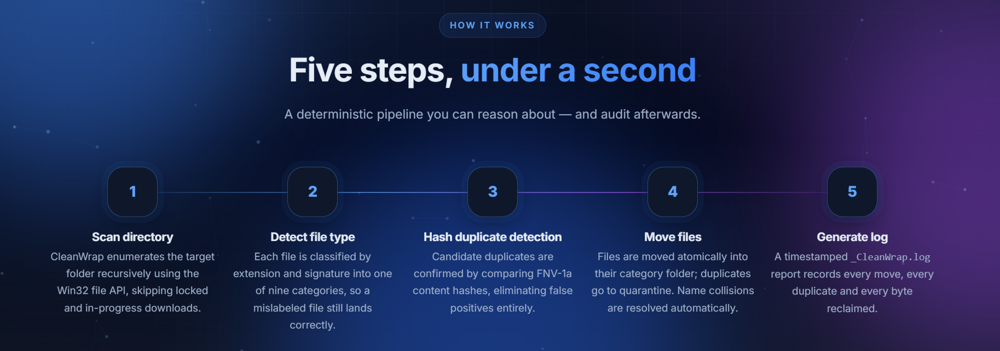 HOW IT WORKS
Five steps, under a second
A deterministic pipeline you can reason about — and audit afterwards.
1
Scan directory
CleanWrap enumerates the target
folder recursively using the
Win32 file API, skipping locked
and in-progress downloads.
2
Detect file type
Each file is classified by
extension and signature into one
of nine categories, so a
mislabeled file still lands
correctly.
3
Hash duplicate detection
Candidate duplicates are
confirmed by comparing FNV-1a
content hashes, eliminating false
positives entirely.
4
Move files
Files are moved atomically into
their category folder; duplicates
go to quarantine. Name collisions
are resolved automatically.
5
Generate log
A timestamped _CleanWrap.log
report records every move, every
duplicate and every byte
reclaimed.